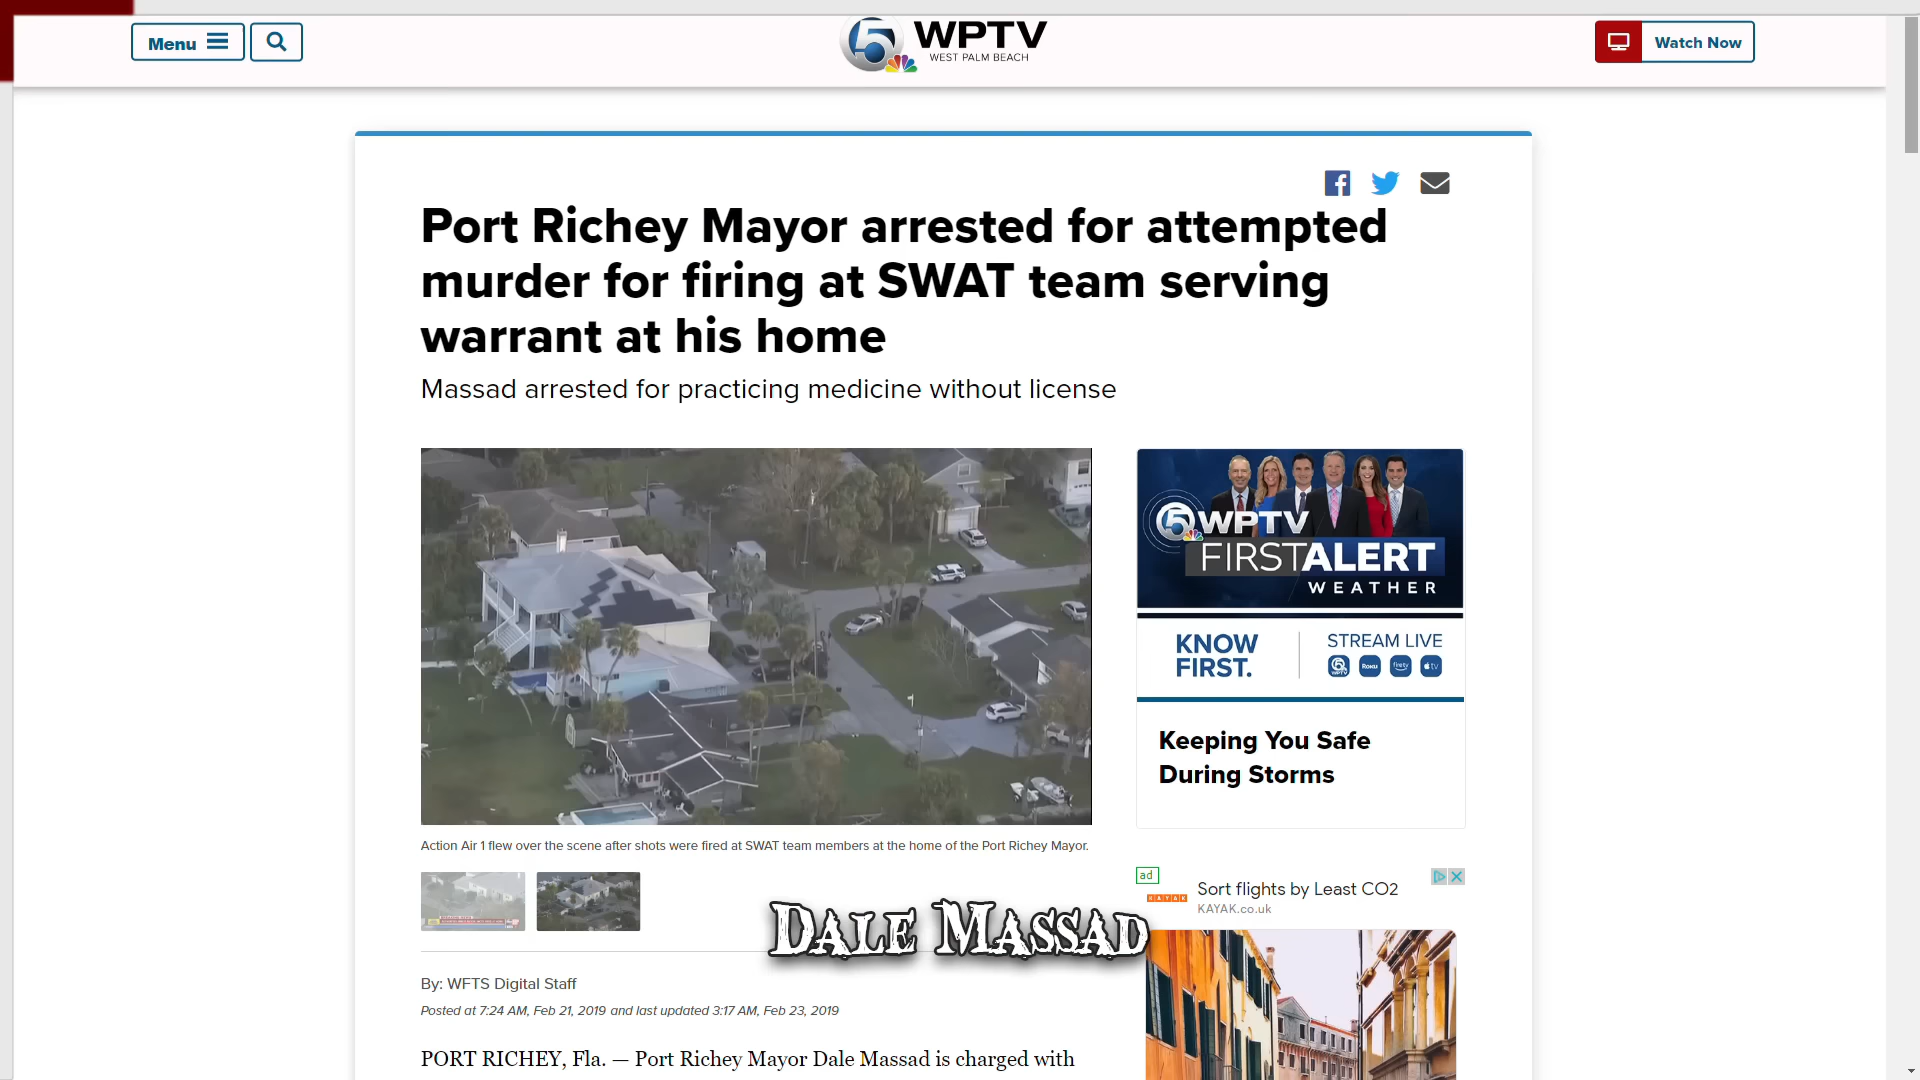 Menu
WPTV
WEST PALM BEACH
Watch Now
Port Richey Mayor arrested for attempted
murder for firing at SWAT team serving
warrant at his home
Massad arrested for practicing medicine without license
5 WPTV
FIRST ALERT
WEATHER
KNOW
FIRST.
STREAM LIVE
Roku
firetv
tv
Keeping You Safe
During Storms
Action Air 1 flew over the scene after shots were fired at SWAT team members at the home of the Port Richey Mayor.
ad
Sort flights by Least CO2
KAYAK
KAYAK.co.uk
Dale Massad
By: WFTS Digital Staff
Posted at 7:24 AM, Feb 21, 2019 and last updated 3:17 AM, Feb 23, 2019
PORT RICHEY, Fla. — Port Richey Mayor Dale Massad is charged with